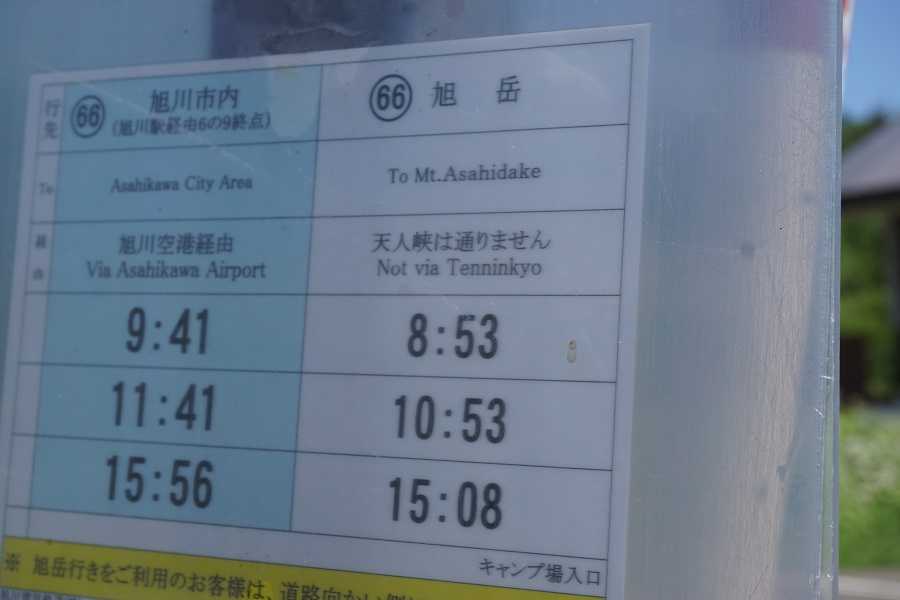 行先
66 旭川市内
(旭川駅経由6の9終点)
66 旭 岳
To
Asahikawa City Area
To Mt.Asahidake
経由
旭川空港経由
Via Asahikawa Airport
天人峡は通りません
Not via Tenninkyo
9:41
8:53
11:41
10:53
15:56
15:08
キャンプ場入口
※ 旭岳行きをご利用のお客様は、道路向かい側